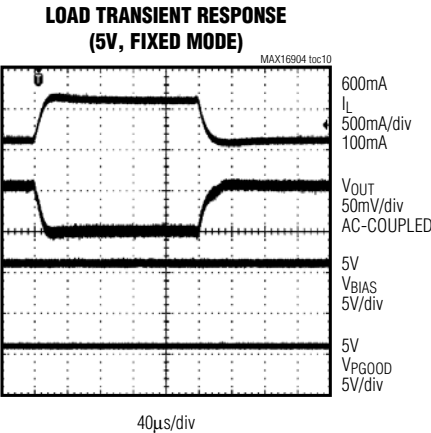 LOAD TRANSIENT RESPONSE
(5V, FIXED MODE)
MAX16904 toc10
T
600mA
IL
500mA/div
100mA
VOUT
50mV/div
AC-COUPLED
5V
VBIAS
5V/div
5V
VPGOOD
5V/div
40µs/div